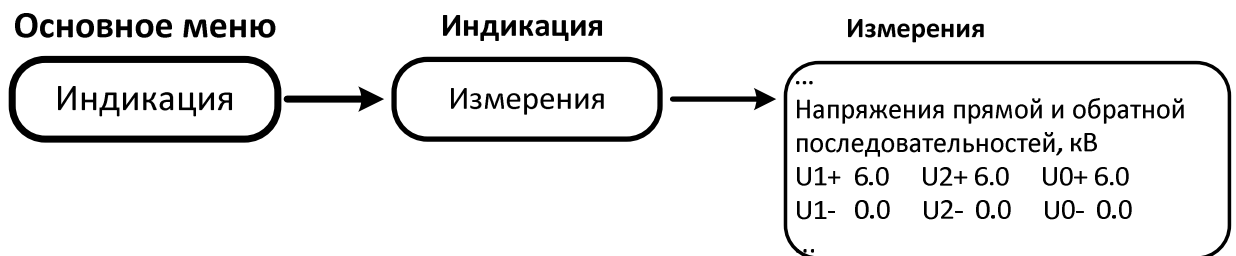 Основное меню
Индикация
Индикация
Измерения
Измерения
...
Напряжения прямой и обратной
последовательностей, кВ
U1+ 6.0 U2+ 6.0 U0+ 6.0
U1- 0.0 U2- 0.0 U0- 0.0
..